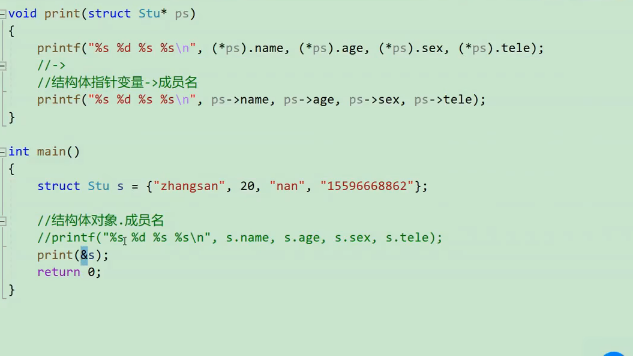 void print(struct Stu* ps)
{
printf("%s %d %s %s\n", (*ps).name, (*ps).age, (*ps).sex, (*ps).tele);
//->
//结构体指针变量->成员名
printf("%s %d %s %s\n", ps->name, ps->age, ps->sex, ps->tele);
}
int main()
{
struct Stu s = {"zhangsan", 20, "nan", "15596668862"};
//结构体对象.成员名
//printf("%s %d %s %s\n", s.name, s.age, s.sex, s.tele);
print(&s);
return 0;
}